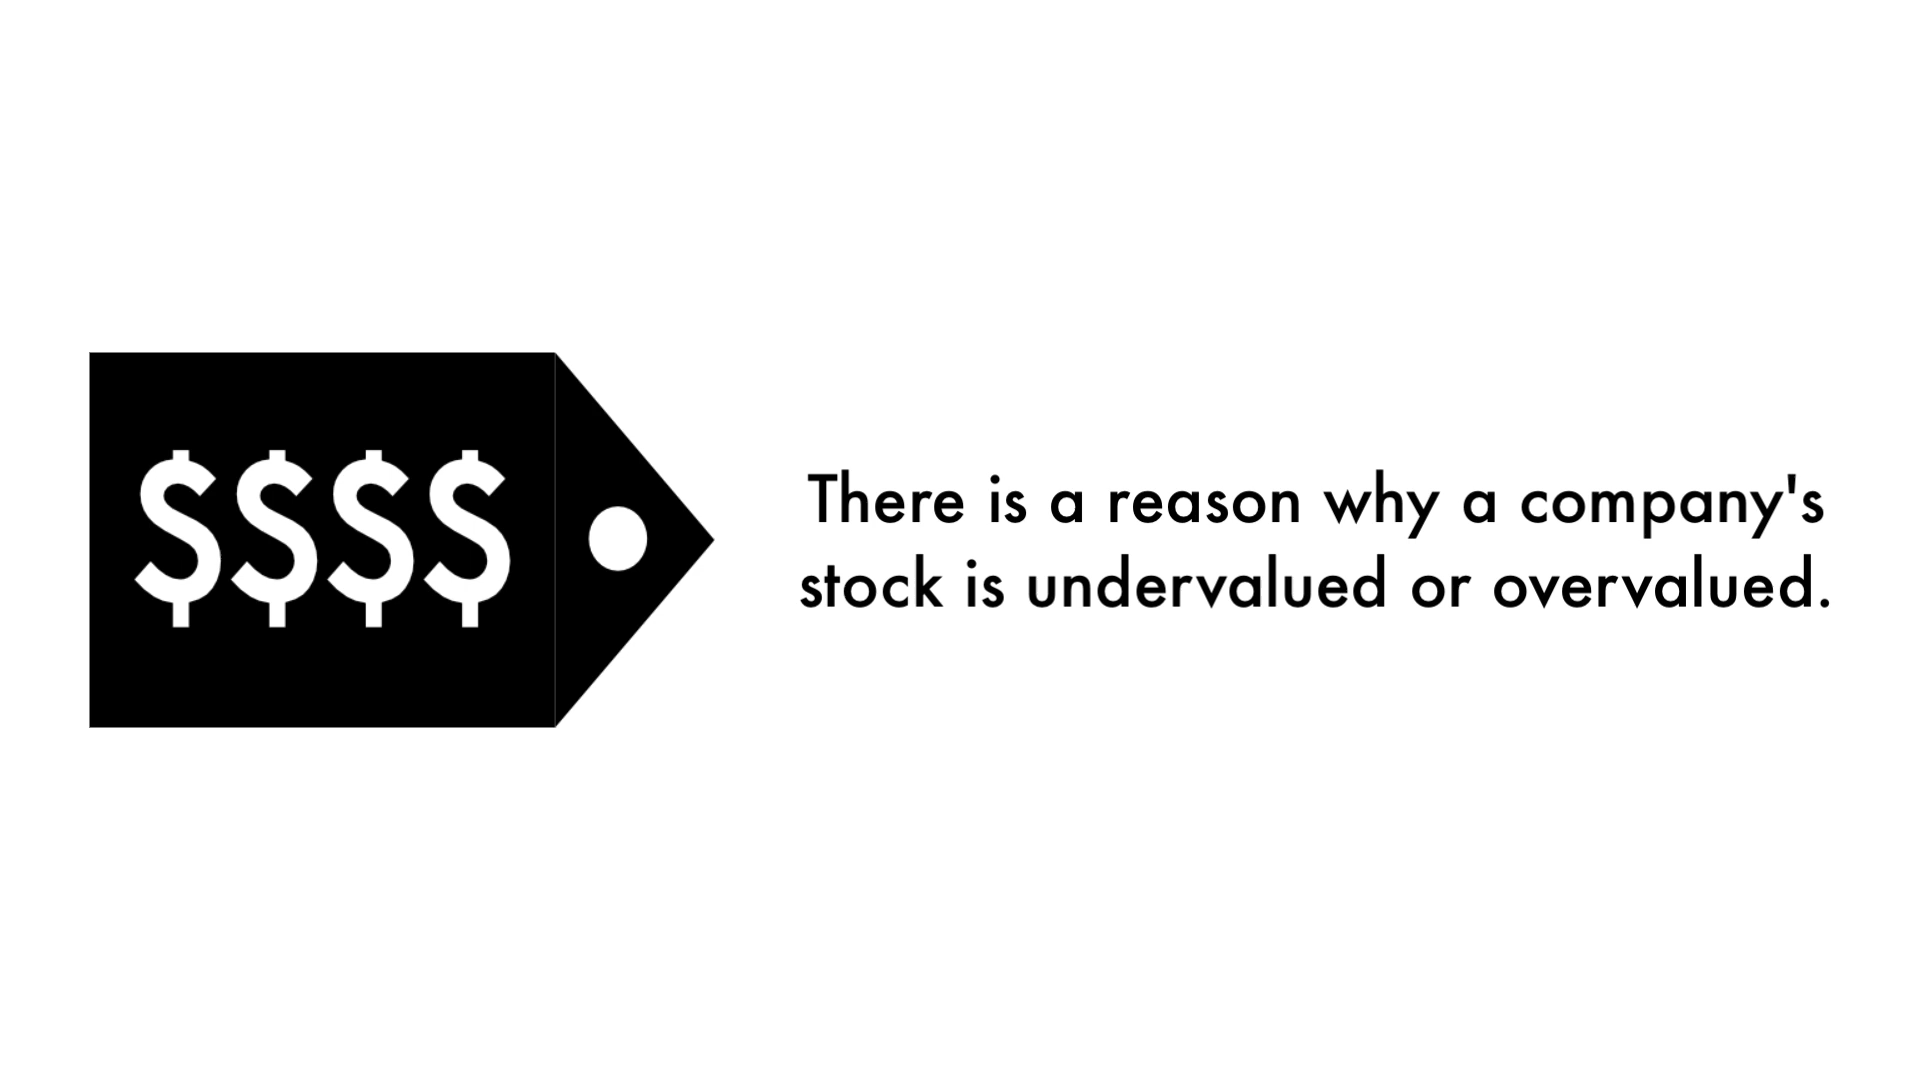 $$$$
There is a reason why a company's
stock is undervalued or overvalued.